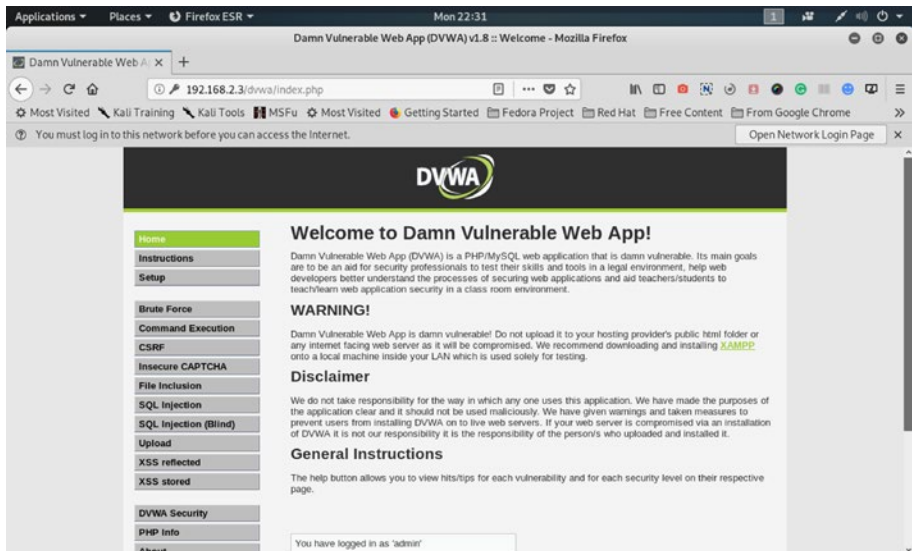 Applications Places Firefox ESR Mon 22:31 1
Damn Vulnerable Web App (DVWA) v1.8 :: Welcome - Mozilla Firefox
Damn Vulnerable Web A
192.168.2.3/dvwa/index.php
Most Visited Kali Training Kali Tools MSFu Most Visited Getting Started Fedora Project Red Hat Free Content From Google Chrome
You must log in to this network before you can access the Internet. Open Network Login Page
DVWA
Home
Instructions
Setup
Brute Force
Command Execution
CSRF
Insecure CAPTCHA
File Inclusion
SQL Injection
SQL Injection (Blind)
Upload
XSS reflected
XSS stored
DVWA Security
PHP Info
About
Welcome to Damn Vulnerable Web App!
Damn Vulnerable Web App (DVWA) is a PHP/MySQL web application that is damn vulnerable. Its main goals
are to be an aid for security professionals to test their skills and tools in a legal environment, help web
developers better understand the processes of securing web applications and aid teachers/students to
teach/learn web application security in a class room environment.
WARNING!
Damn Vulnerable Web App is damn vulnerable! Do not upload it to your hosting provider's public html folder or
any internet facing web server as it will be compromised. We recommend downloading and installing XAMPP
onto a local machine inside your LAN which is used solely for testing.
Disclaimer
We do not take responsibility for the way in which any one uses this application. We have made the purposes of
the application clear and it should not be used maliciously. We have given warnings and taken measures to
prevent users from installing DVWA on to live web servers. If your web server is compromised via an installation
of DVWA it is not our responsibility it is the responsibility of the person/s who uploaded and installed it.
General Instructions
The help button allows you to view hits/tips for each vulnerability and for each security level on their respective
page.
You have logged in as 'admin'